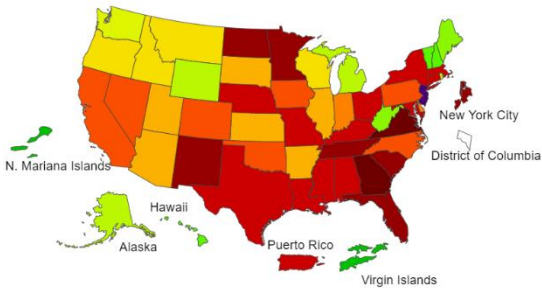 New York City
District of Columbia
N. Mariana Islands
Hawaii
Alaska
Puerto Rico
Virgin Islands